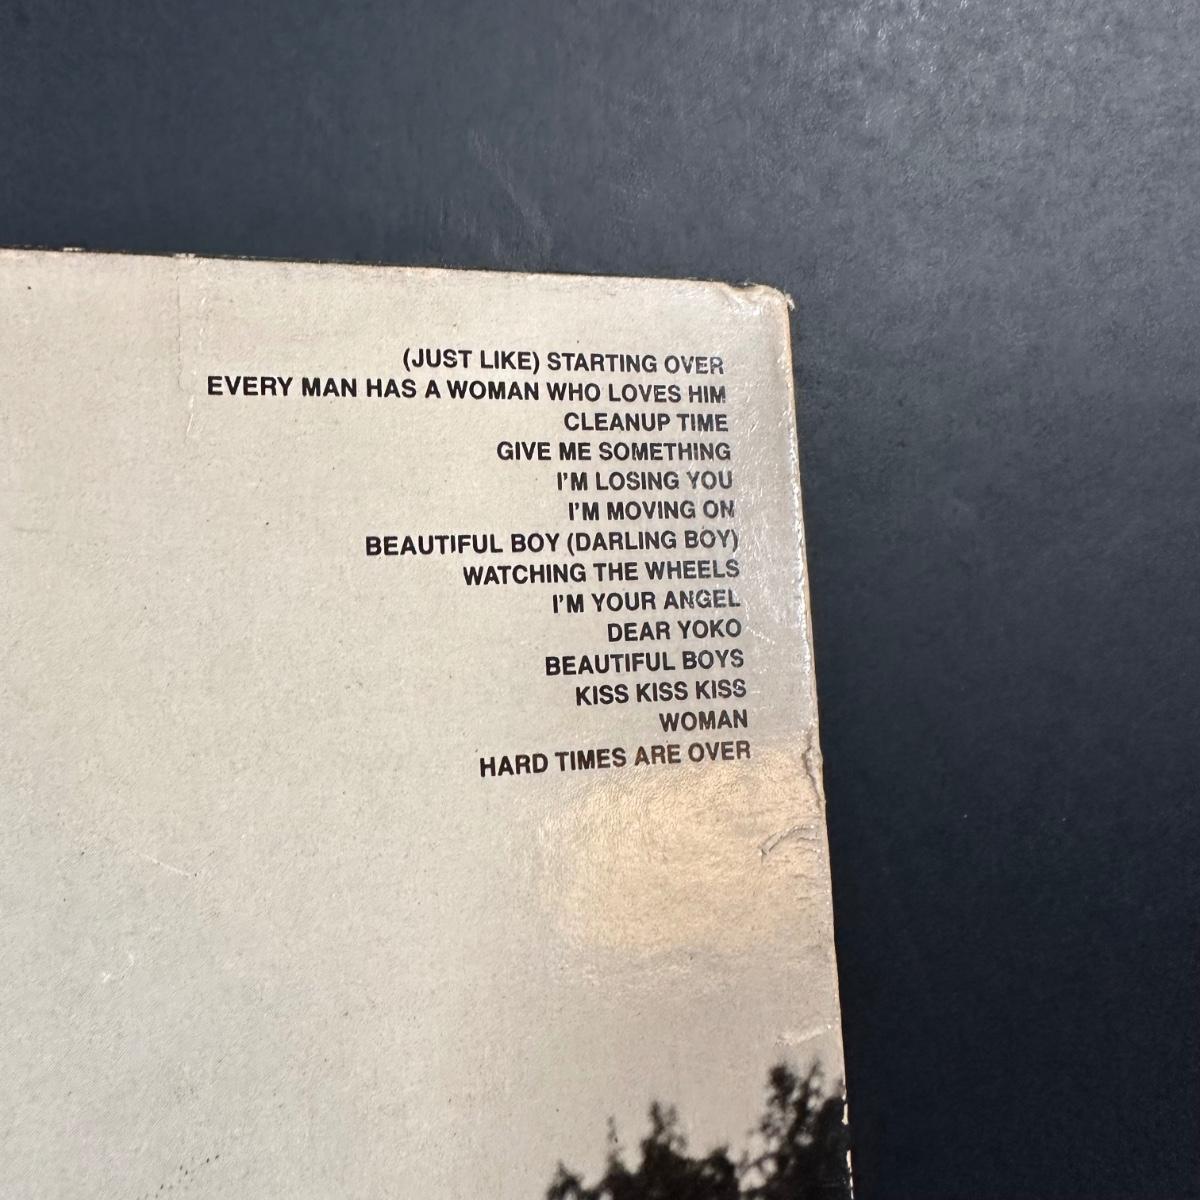 (JUST LIKE) STARTING OVER
EVERY MAN HAS A WOMAN WHO LOVES HIM
CLEANUP TIME
GIVE ME SOMETHING
I'M LOSING YOU
I'M MOVING ON
BEAUTIFUL BOY (DARLING BOY)
WATCHING THE WHEELS
I'M YOUR ANGEL
DEAR YOKO
BEAUTIFUL BOYS
KISS KISS KISS
WOMAN
HARD TIMES ARE OVER